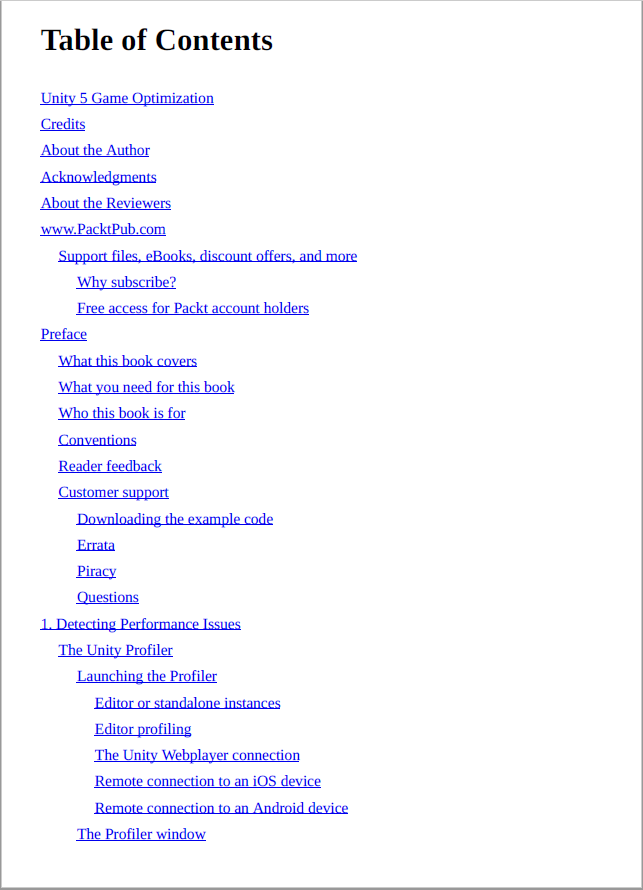 Table of Contents
Unity 5 Game Optimization
Credits
About the Author
Acknowledgments
About the Reviewers
www.PacktPub.com
Support files, eBooks, discount offers, and more
Why subscribe?
Free access for Packt account holders
Preface
What this book covers
What you need for this book
Who this book is for
Conventions
Reader feedback
Customer support
Downloading the example code
Errata
Piracy
Questions
1. Detecting Performance Issues
The Unity Profiler
Launching the Profiler
Editor or standalone instances
Editor profiling
The Unity Webplayer connection
Remote connection to an iOS device
Remote connection to an Android device
The Profiler window